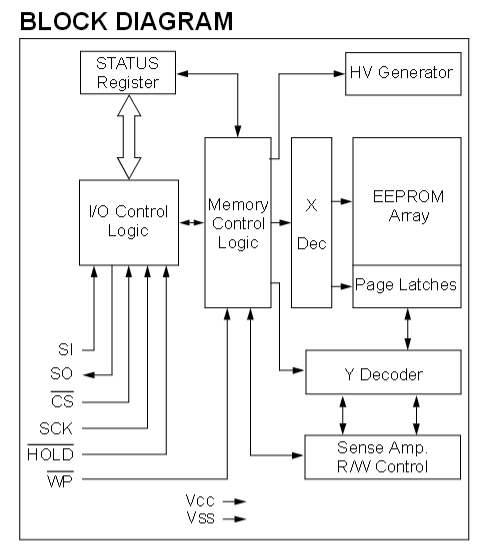 BLOCK DIAGRAM
STATUS
Register
HV Generator
I/O Control
Logic
Memory
Control
Logic
X
Dec
EEPROM
Array
Page Latches
SI
SO
CS
SCK
HOLD
WP
Y Decoder
Sense Amp.
R/W Control
Vcc
Vss